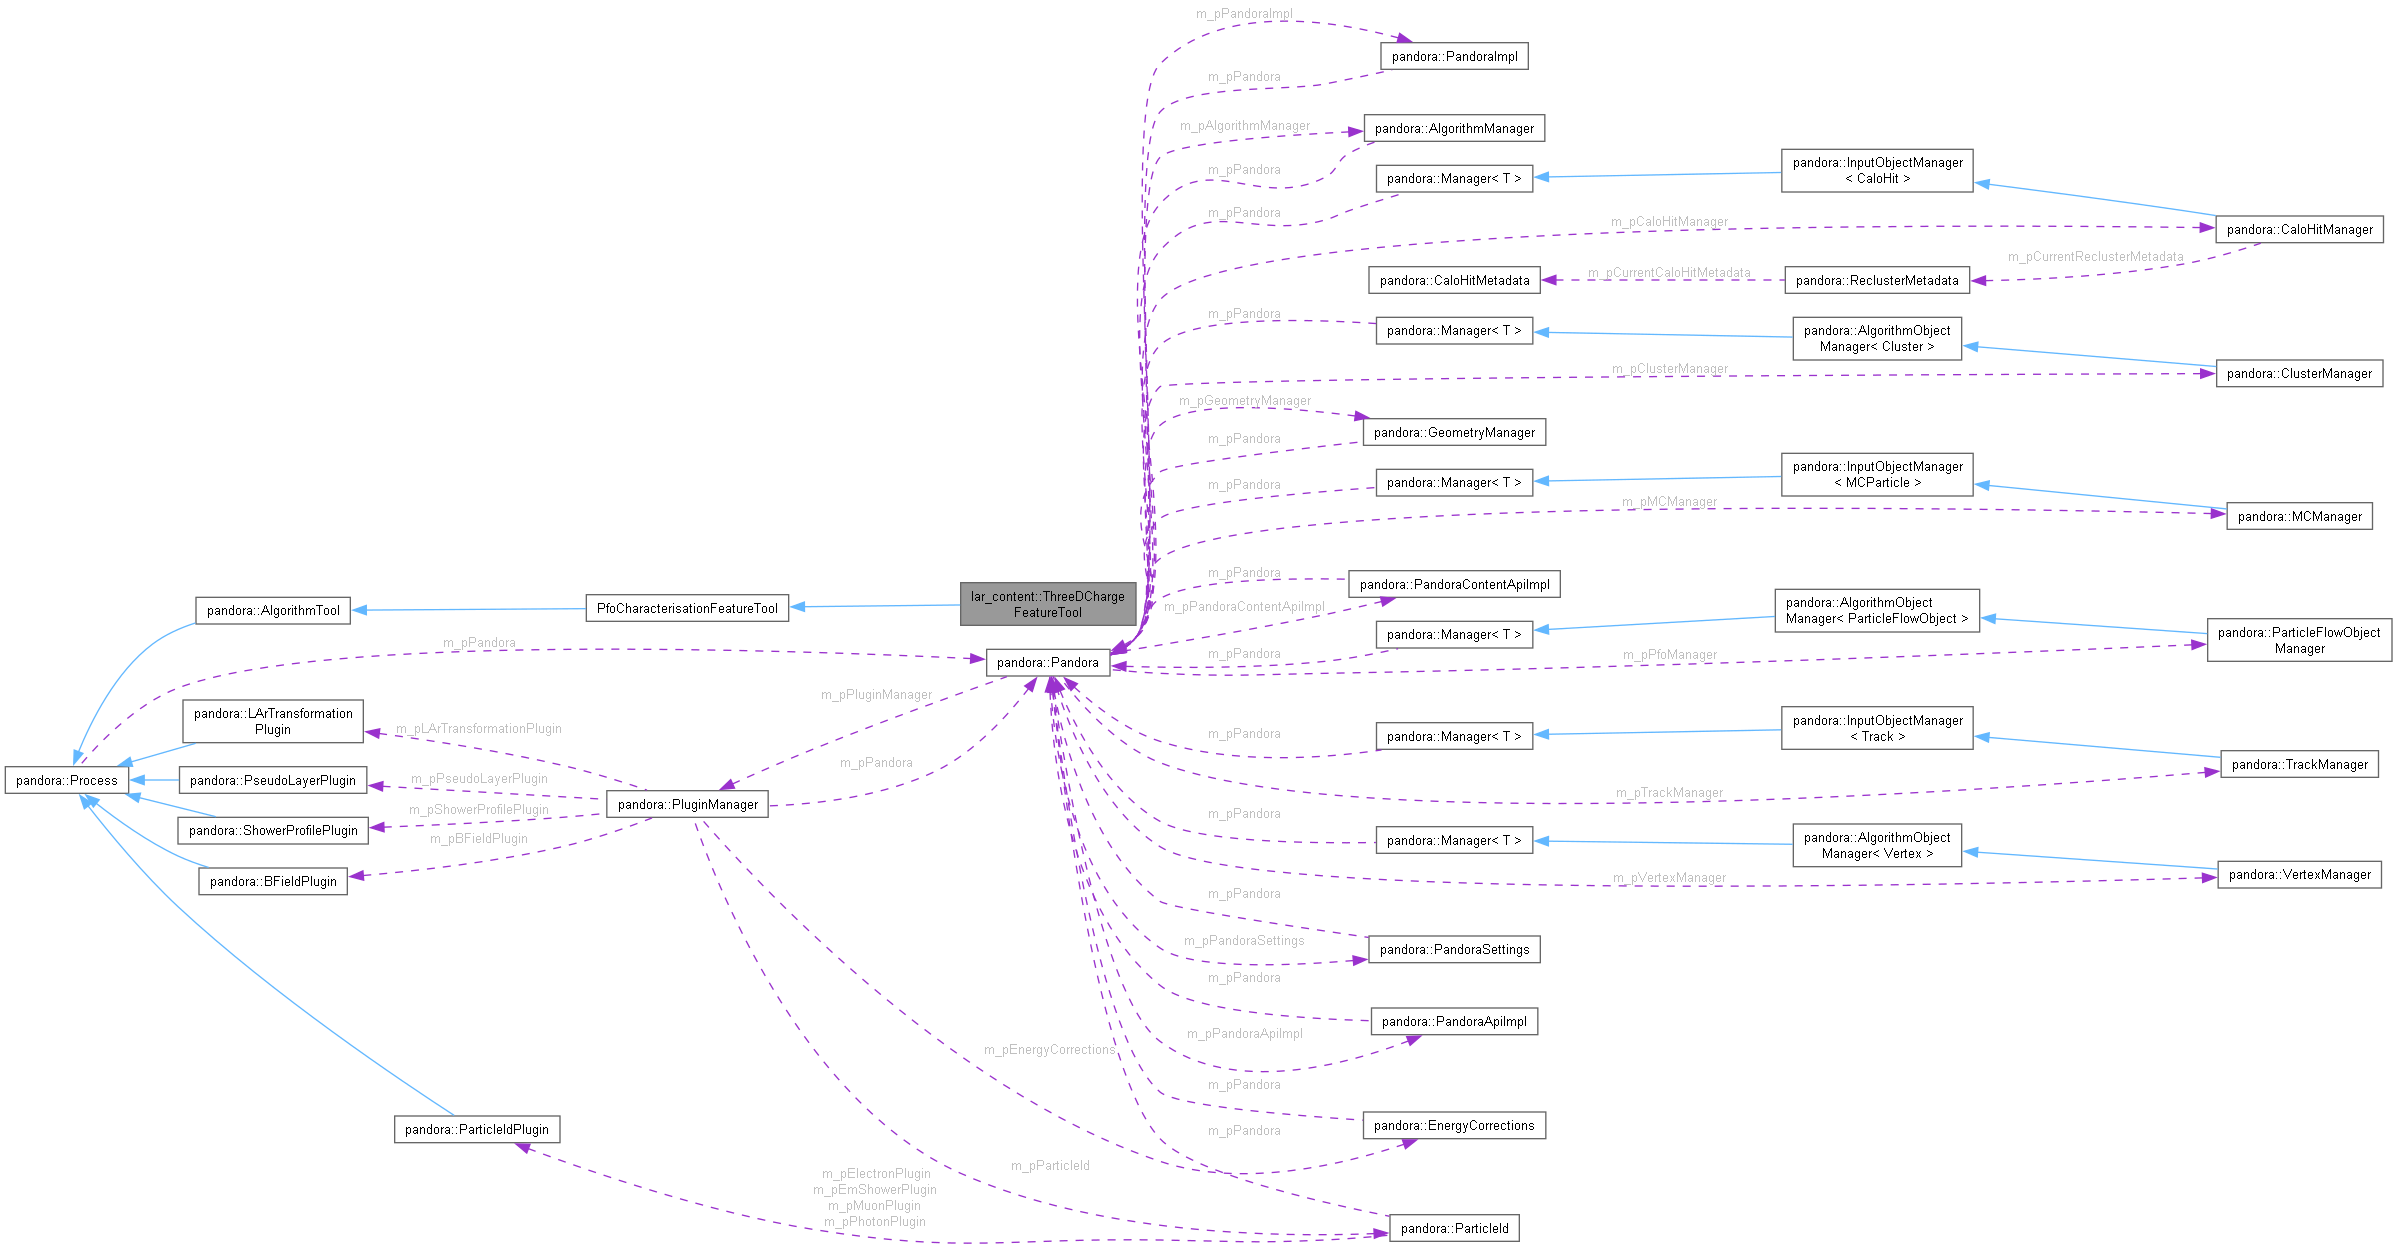 m_pPandoraImpl
pandora::PandoraImpl
m_pPandora
m_pAlgorithmManager
pandora::AlgorithmManager
m_pPandora
pandora::Manager< T >
pandora::InputObjectManager
< CaloHit >
m_pPandora
m_pCaloHitManager
pandora::CaloHitManager
m_pCurrentReclusterMetadata
pandora::CaloHitMetadata
m_pCurrentCaloHitMetadata
pandora::ReclusterMetadata
m_pPandora
pandora::Manager< T >
pandora::AlgorithmObject
Manager< Cluster >
m_pClusterManager
pandora::ClusterManager
m_pGeometryManager
pandora::GeometryManager
m_pPandora
m_pPandora
pandora::Manager< T >
pandora::InputObjectManager
< MCParticle >
m_pMCManager
pandora::MCManager
m_pPandora
pandora::PandoraContentApiImpl
m_pPandoraContentApiImpl
pandora::AlgorithmTool
PfoCharacterisationFeatureTool
lar_content::ThreeDCharge
FeatureTool
pandora::Manager< T >
pandora::AlgorithmObject
Manager< ParticleFlowObject >
pandora::ParticleFlowObject
Manager
m_pPandora
m_pPandora
m_pPfoManager
pandora::Pandora
m_pPluginManager
pandora::LArTransformation
Plugin
m_pLArTransformationPlugin
m_pPandora
pandora::Manager< T >
pandora::InputObjectManager
< Track >
pandora::TrackManager
m_pTrackManager
m_pPandora
pandora::Process
pandora::PseudoLayerPlugin
m_pPseudoLayerPlugin
pandora::PluginManager
m_pShowerProfilePlugin
pandora::ShowerProfilePlugin
m_pBFieldPlugin
pandora::BFieldPlugin
m_pPandora
pandora::Manager< T >
pandora::AlgorithmObject
Manager< Vertex >
pandora::VertexManager
m_pVertexManager
m_pPandora
m_pPandoraSettings
pandora::PandoraSettings
m_pPandora
pandora::PandoraApiImpl
m_pPandoraApiImpl
m_pEnergyCorrections
m_pPandora
pandora::EnergyCorrections
m_pPandora
pandora::ParticleIdPlugin
m_pParticleId
m_pElectronPlugin
m_pEmShowerPlugin
m_pMuonPlugin
m_pPhotonPlugin
pandora::ParticleId